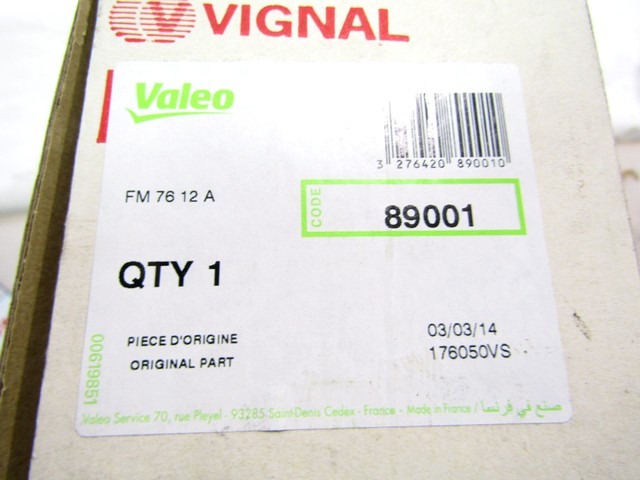 VIGNAL
Valeo
3 276420 890010
FM 76 12 A
CODE
89001
QTY 1
PIECE D'ORIGINE
ORIGINAL PART
03/03/14
176050VS
00619851
Valeo Service 70, rue Pleyel - 93285 Saint-Denis Cedex - France - Made in France / صنع في فرنسا